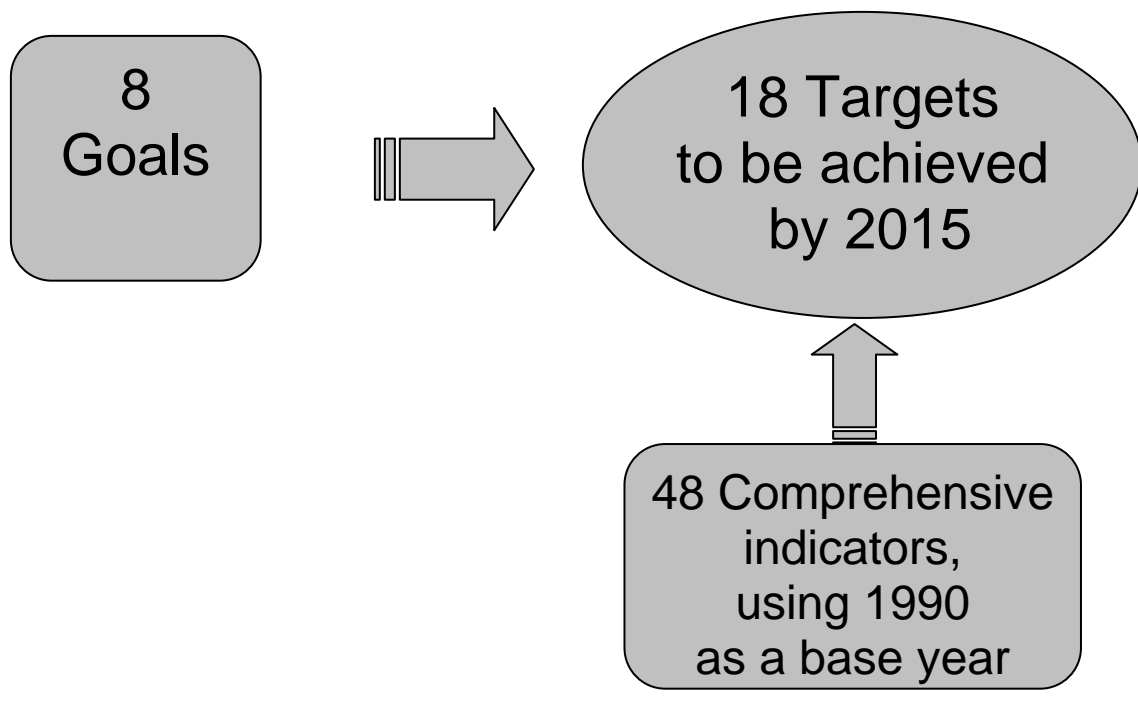 8
Goals
18 Targets
to be achieved
by 2015
48 Comprehensive
indicators,
using 1990
as a base year